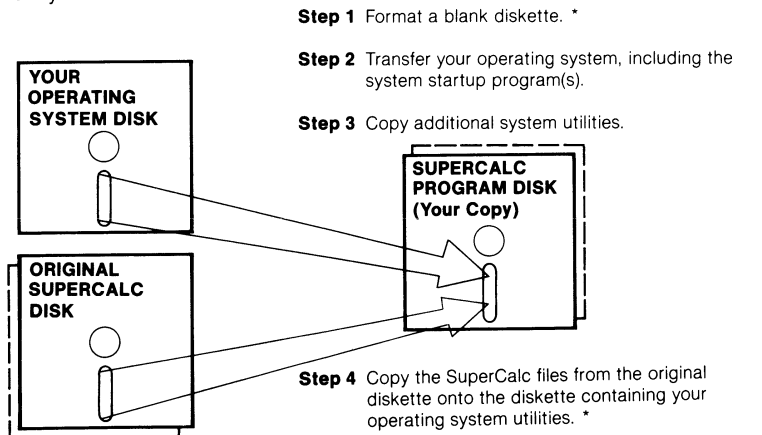 Step 1 Format a blank diskette. *
Step 2 Transfer your operating system, including the
system startup program(s).
Step 3 Copy additional system utilities.
YOUR
OPERATING
SYSTEM DISK
SUPERCALC
PROGRAM DISK
(Your Copy)
ORIGINAL
SUPERCALC
DISK
Step 4 Copy the SuperCalc files from the original
diskette onto the diskette containing your
operating system utilities. *